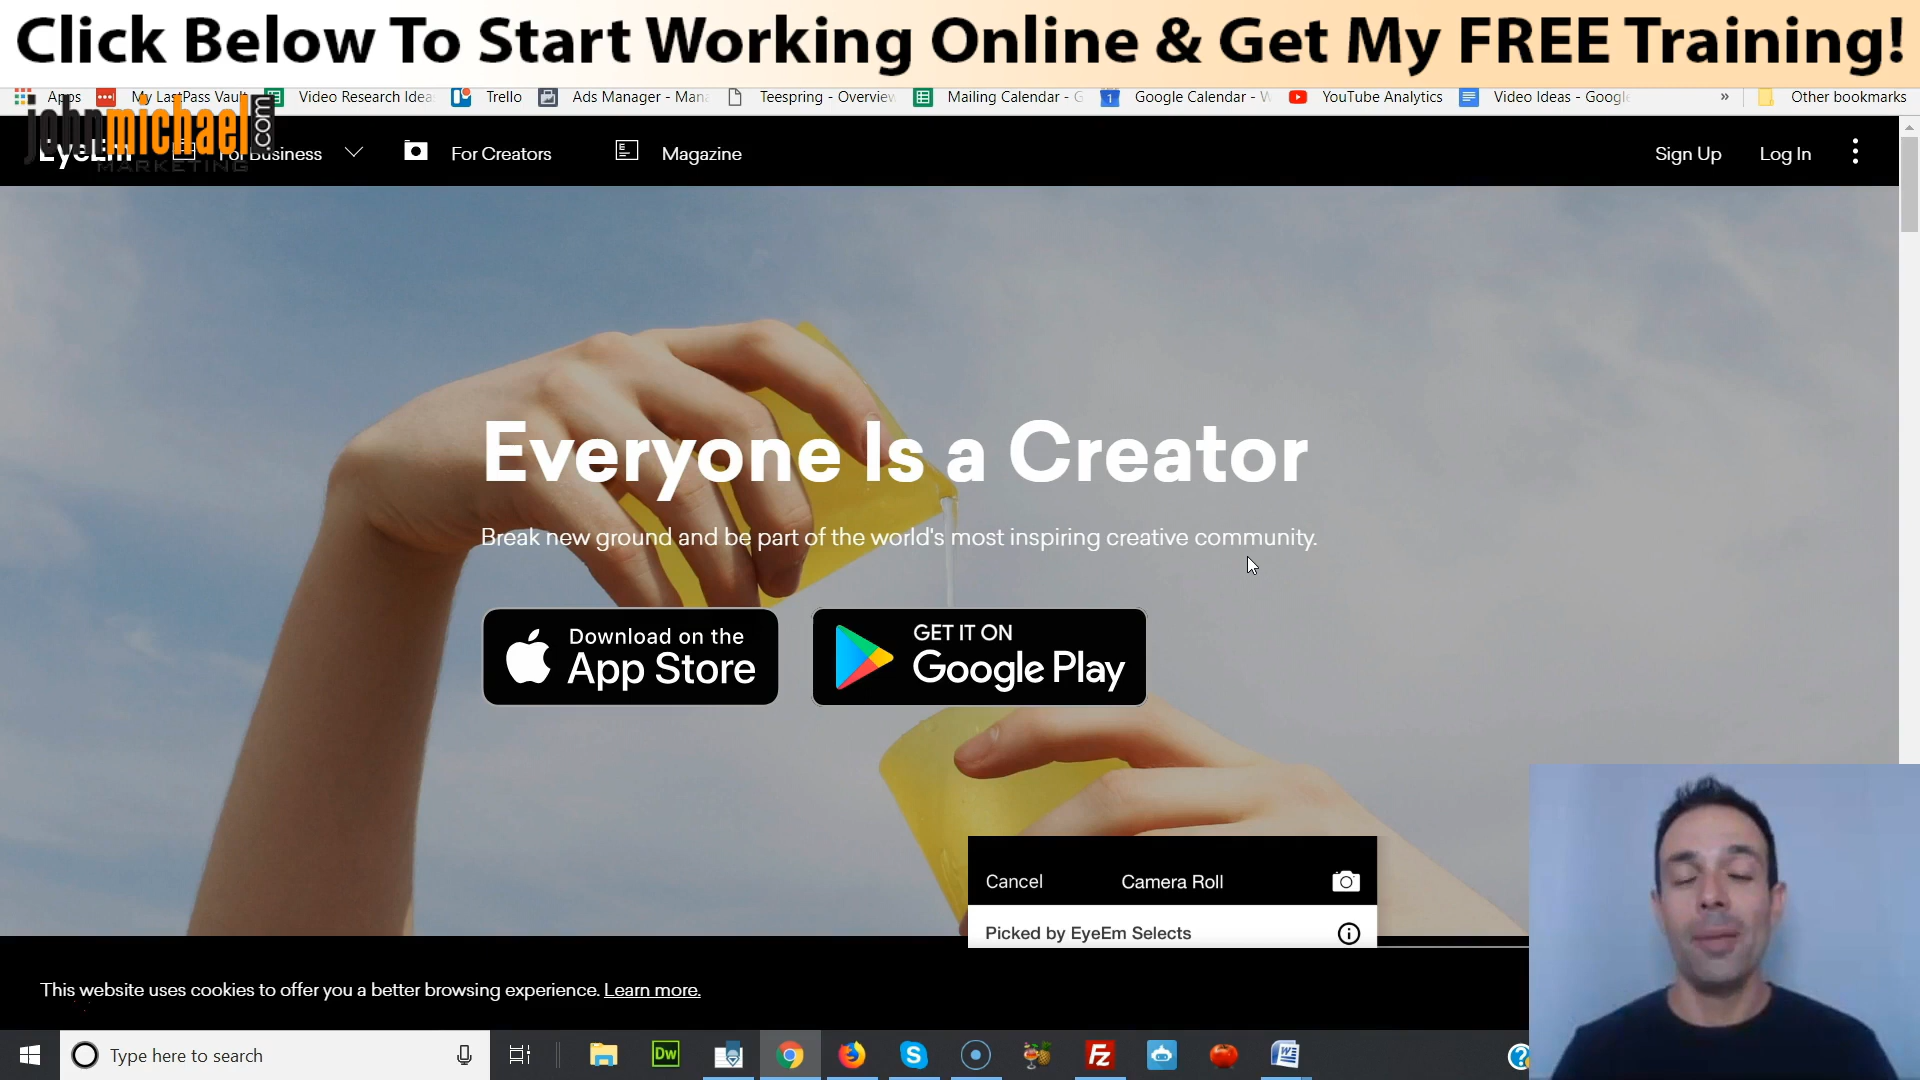 Click Below To Start Working Online & Get My FREE Training!
Apps My LastPass Vault Video Research Idea Trello Ads Manager - Man Teespring - Overview Mailing Calendar - G Google Calendar - W YouTube Analytics Video Ideas - Googl » Other bookmarks
johnmichael.com
MARKETING
EyeEm For Business For Creators Magazine Sign Up Log In
Everyone Is a Creator
Break new ground and be part of the world's most inspiring creative community.
Download on the
App Store
GET IT ON
Google Play
Cancel Camera Roll
Picked by EyeEm Selects
This website uses cookies to offer you a better browsing experience. Learn more.
Type here to search
Dw